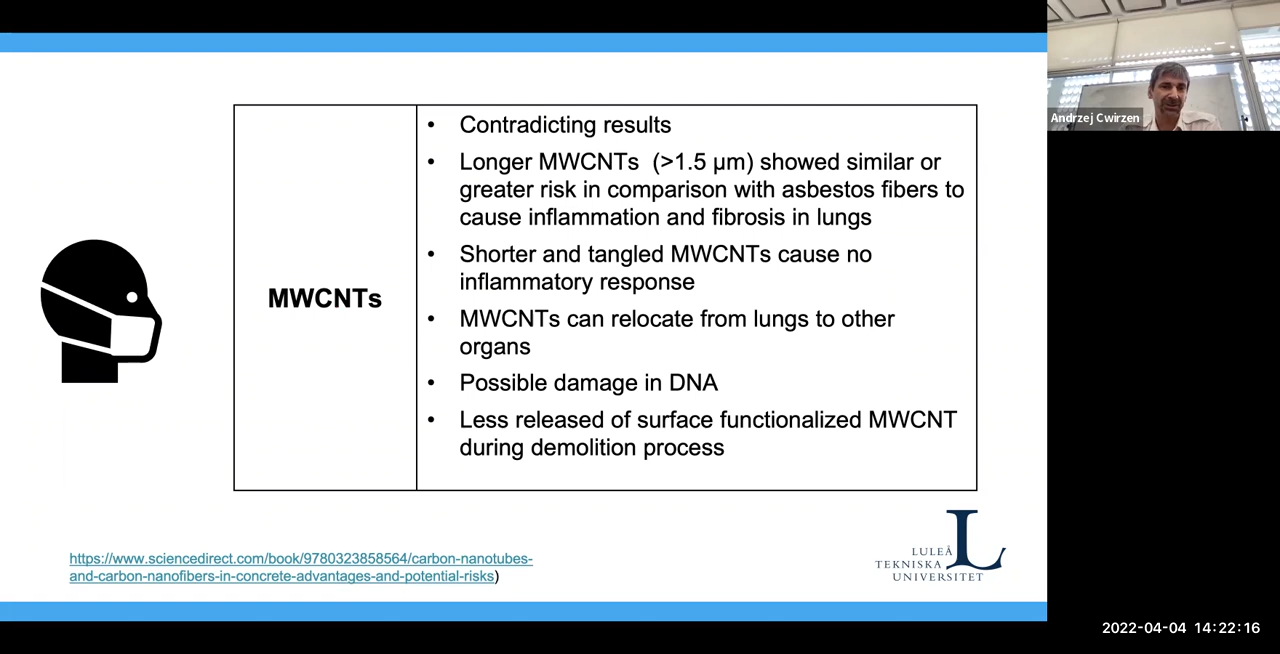 Andrzej Cwirzen
MWCNTs
• Contradicting results
• Longer MWCNTs (>1.5 µm) showed similar or
greater risk in comparison with asbestos fibers to
cause inflammation and fibrosis in lungs
• Shorter and tangled MWCNTs cause no
inflammatory response
• MWCNTs can relocate from lungs to other
organs
• Possible damage in DNA
• Less released of surface functionalized MWCNT
during demolition process
https://www.sciencedirect.com/book/9780323858564/carbon-nanotubes-
and-carbon-nanofibers-in-concrete-advantages-and-potential-risks)
LULEÅ
TEKNISKA
UNIVERSITET
L
2022-04-04 14:22:16